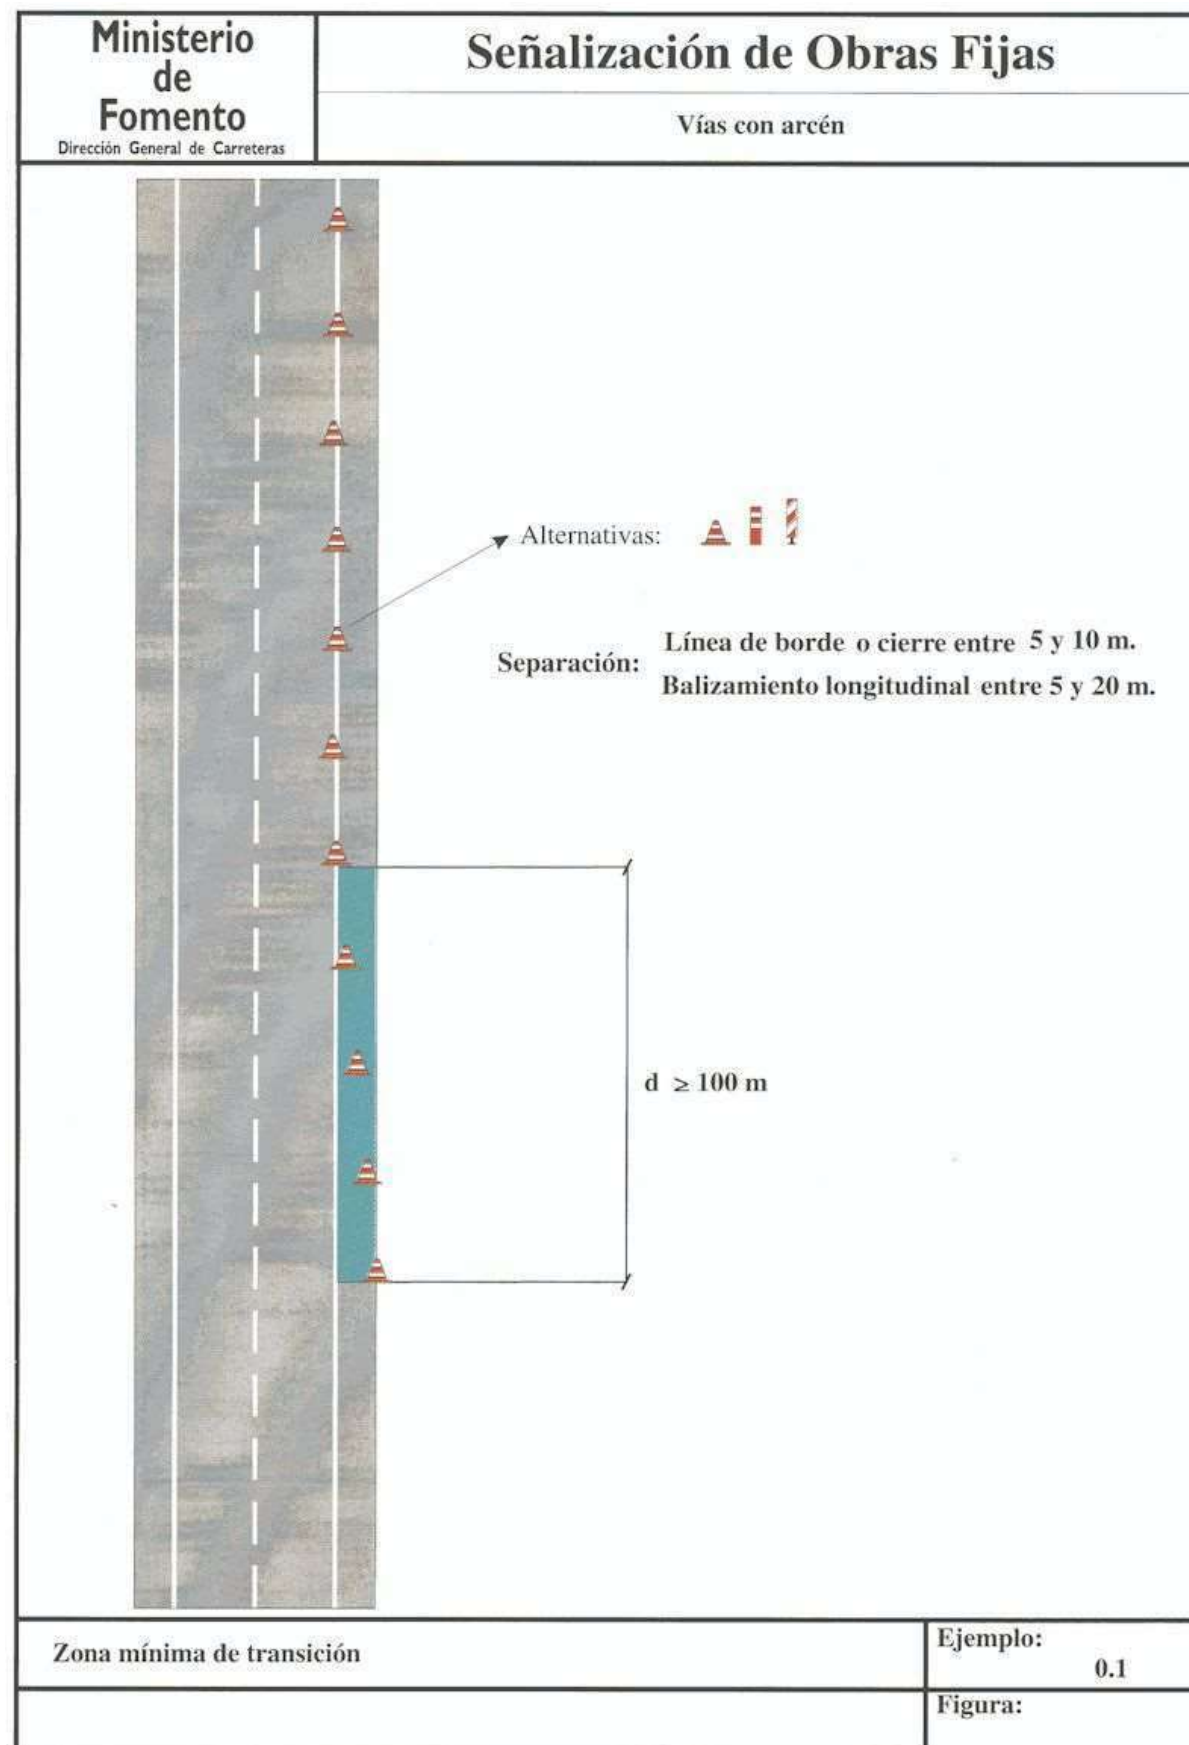 Ministerio
de
Fomento
Dirección General de Carreteras
Señalización de Obras Fijas
Vías con arcén
Alternativas:
Separación:
Línea de borde o cierre entre 5 y 10 m.
Balizamiento longitudinal entre 5 y 20 m.
d ≥ 100 m
Zona mínima de transición
Ejemplo:
0.1
Figura: